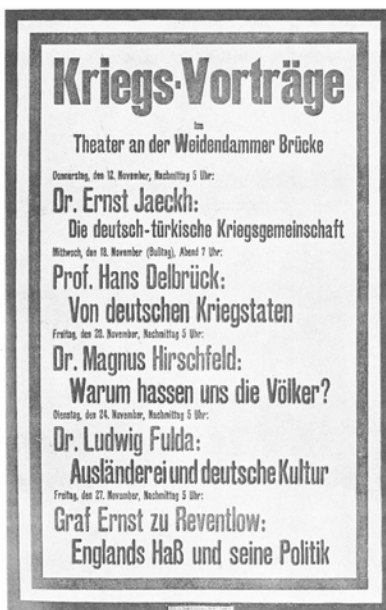 Kriegs-Vorträge
im
Theater an der Weidendammer Brücke
Donnerstag, den 12. November, Nachmittag 5 Uhr:
Dr. Ernst Jaeckh:
Die deutsch-türkische Kriegsgemeinschaft
Mittwoch, den 18. November (Bußtag), Abend 7 Uhr:
Prof. Hans Delbrück:
Von deutschen Kriegstaten
Freitag, den 20. November, Nachmittag 5 Uhr:
Dr. Magnus Hirschfeld:
Warum hassen uns die Völker?
Dienstag, den 24. November, Nachmittag 5 Uhr:
Dr. Ludwig Fulda:
Ausländerei und deutsche Kultur
Freitag, den 27. November, Nachmittag 5 Uhr:
Graf Ernst zu Reventlow:
Englands Haß und seine Politik